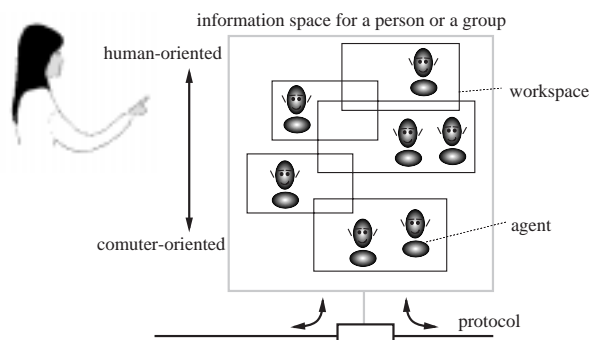 information space for a person or a group
human-oriented
workspace
comuter-oriented
agent
protocol